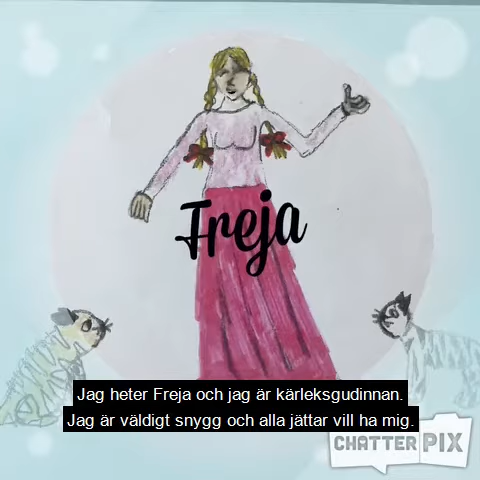 Freja
Jag heter Freja och jag är kärleksgudinnan.
Jag är väldigt snygg och alla jättar vill ha mig.
CHATTER PIX